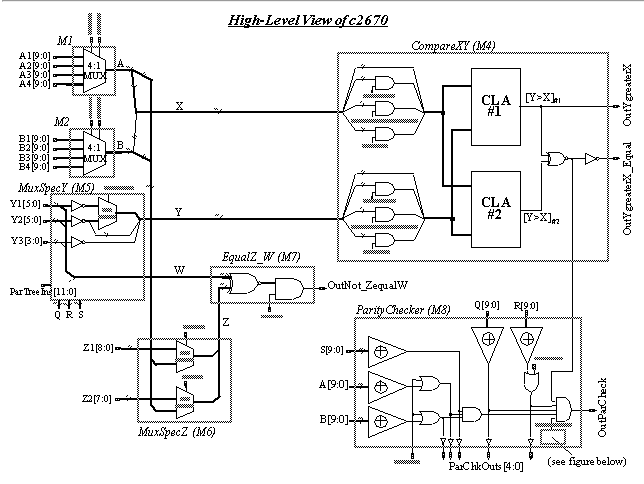 High-Level View of c2670
M1
A1[9:0]
A2[9:0]
A3[9:0]
A4[9:0]
4:1
MUX
A
M2
B1[9:0]
B2[9:0]
B3[9:0]
B4[9:0]
4:1
MUX
B
X
CompareXY (M4)
CLA
#1
[Y>X]#1
OutYgreaterX
OutYgreaterX_Equal
CLA
#2
[Y>X]#2
MuxSpecY (M5)
Y1[5:0]
Y2[5:0]
Y3[3:0]
Y
ParTree Ins [11:0]
Q R S
W
EqualZ_W (M7)
OutNot_ZequalW
Z
Z1[8:0]
Z2[7:0]
MuxSpecZ (M6)
Q[9:0]
R[9:0]
ParityChecker (M8)
S[9:0]
A[9:0]
B[9:0]
OutParCheck
ParChkOuts [4:0]
(see figure below)